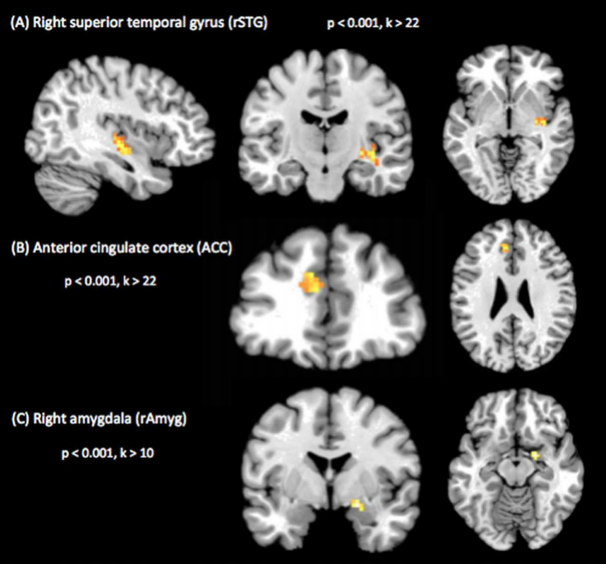 (A) Right superior temporal gyrus (rSTG)
p < 0.001, k > 22
(B) Anterior cingulate cortex (ACC)
p < 0.001, k > 22
(C) Right amygdala (rAmyg)
p < 0.001, k > 10